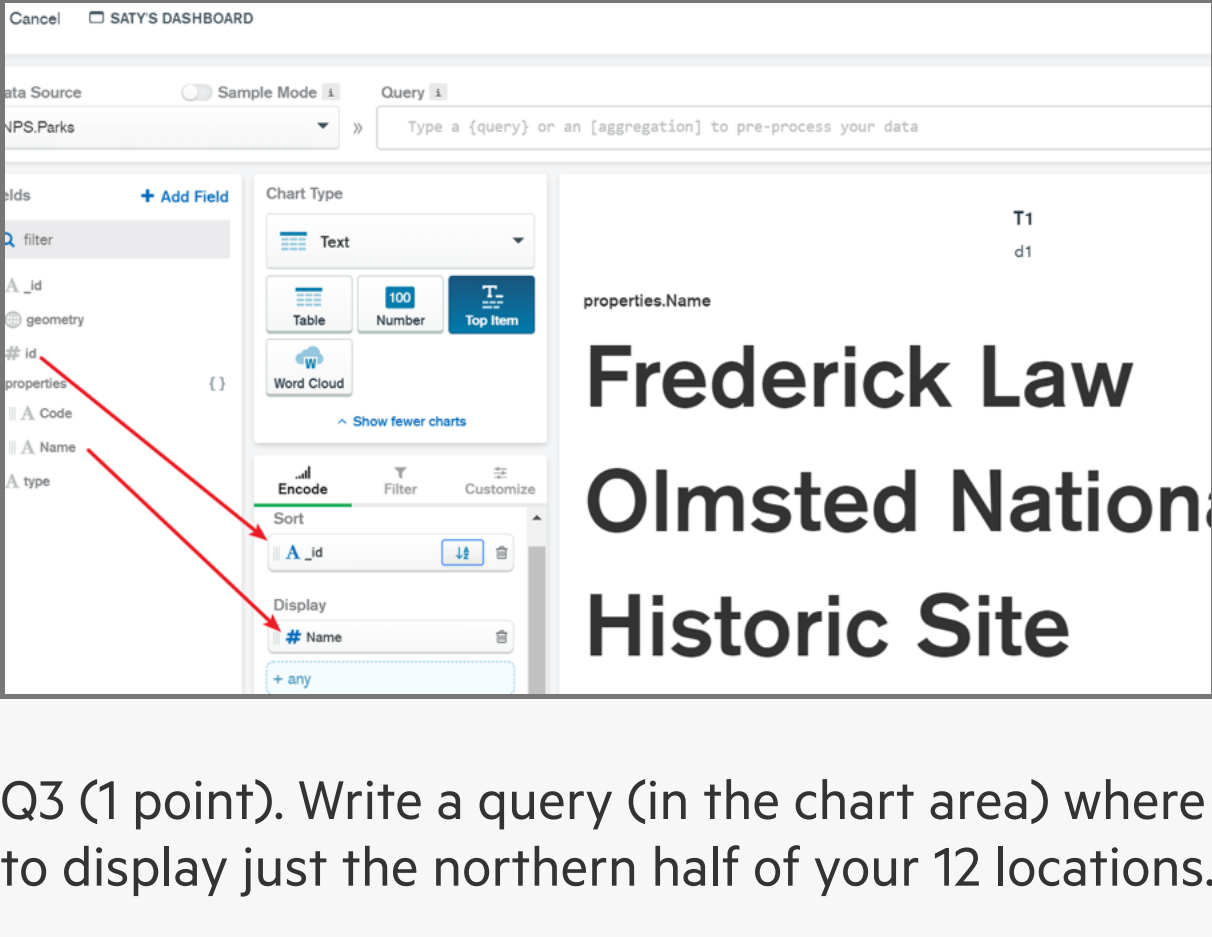 Cancel SATY'S DASHBOARD
ata Source Sample Mode i Query i
NPS.Parks » Type a {query} or an [aggregation] to pre-process your data
elds + Add Field
filter
A _id
geometry
# id
properties { }
A Code
A Name
A type
Chart Type
Text
Table
100
Number
T
Top Item
W
Word Cloud
Show fewer charts
Encode Filter Customize
Sort
A _id
Display
# Name
+ any
T1
d1
properties.Name
Frederick Law
Olmsted Nationa
Historic Site
Q3 (1 point). Write a query (in the chart area) where
to display just the northern half of your 12 locations.